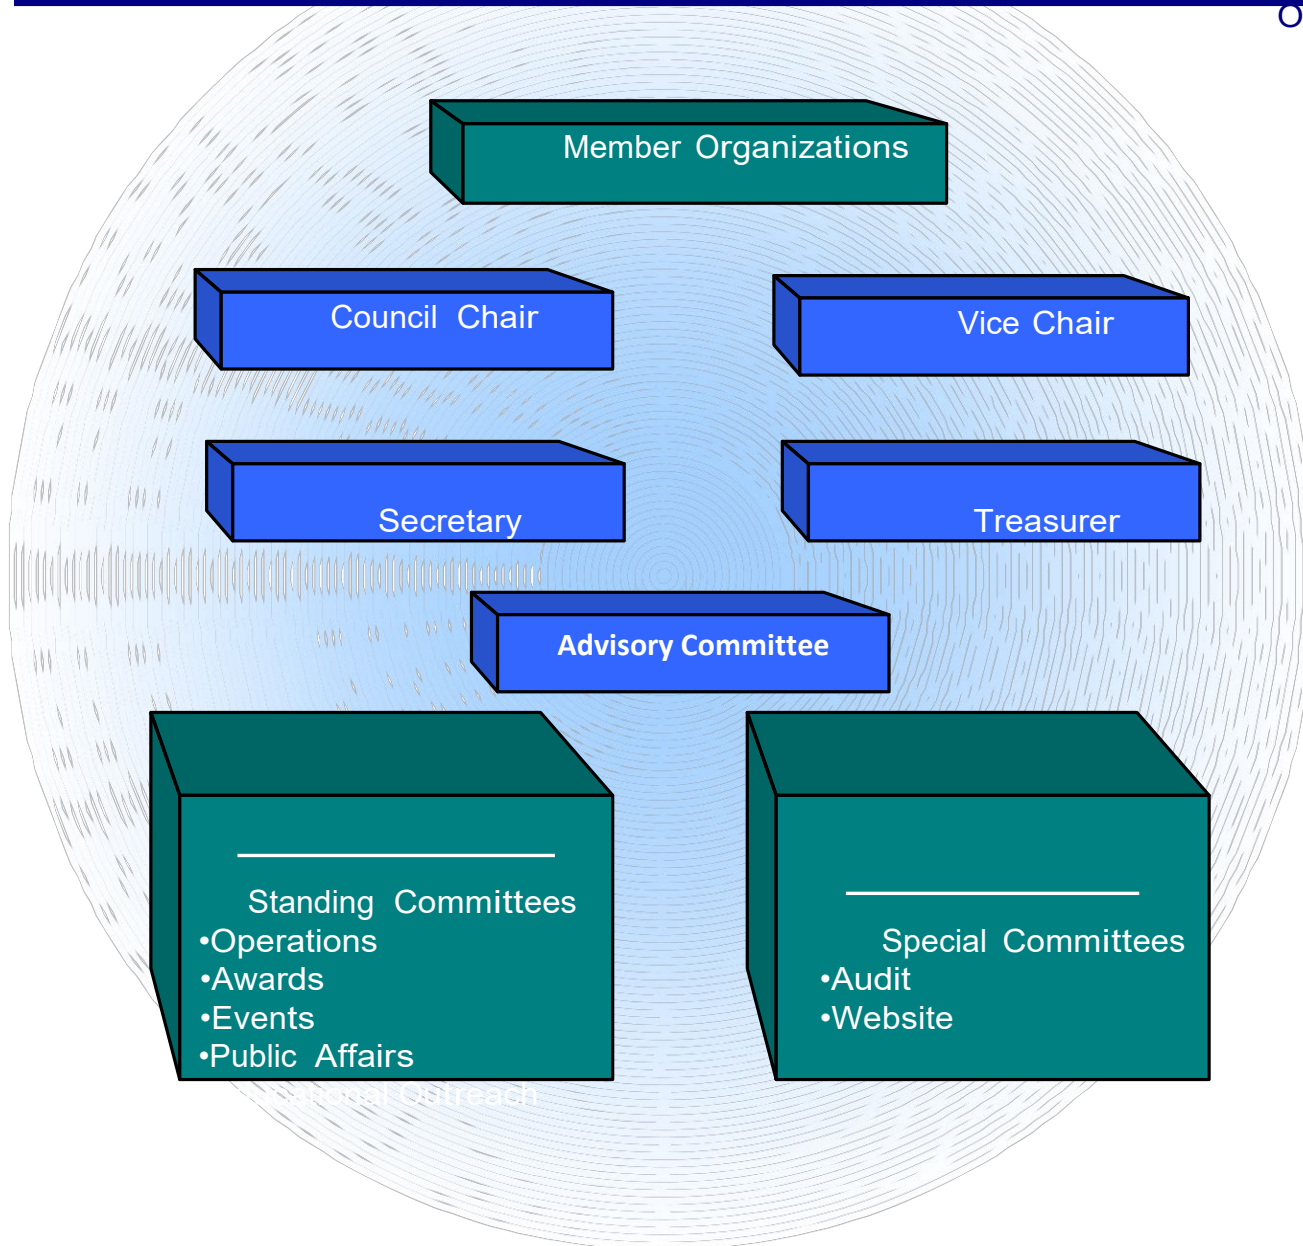 O
Member Organizations
Council Chair
Vice Chair
Secretary
Treasurer
Advisory Committee
Standing Committees
•Operations
•Awards
•Events
•Public Affairs
Outreach
Special Committees
•Audit
•Website